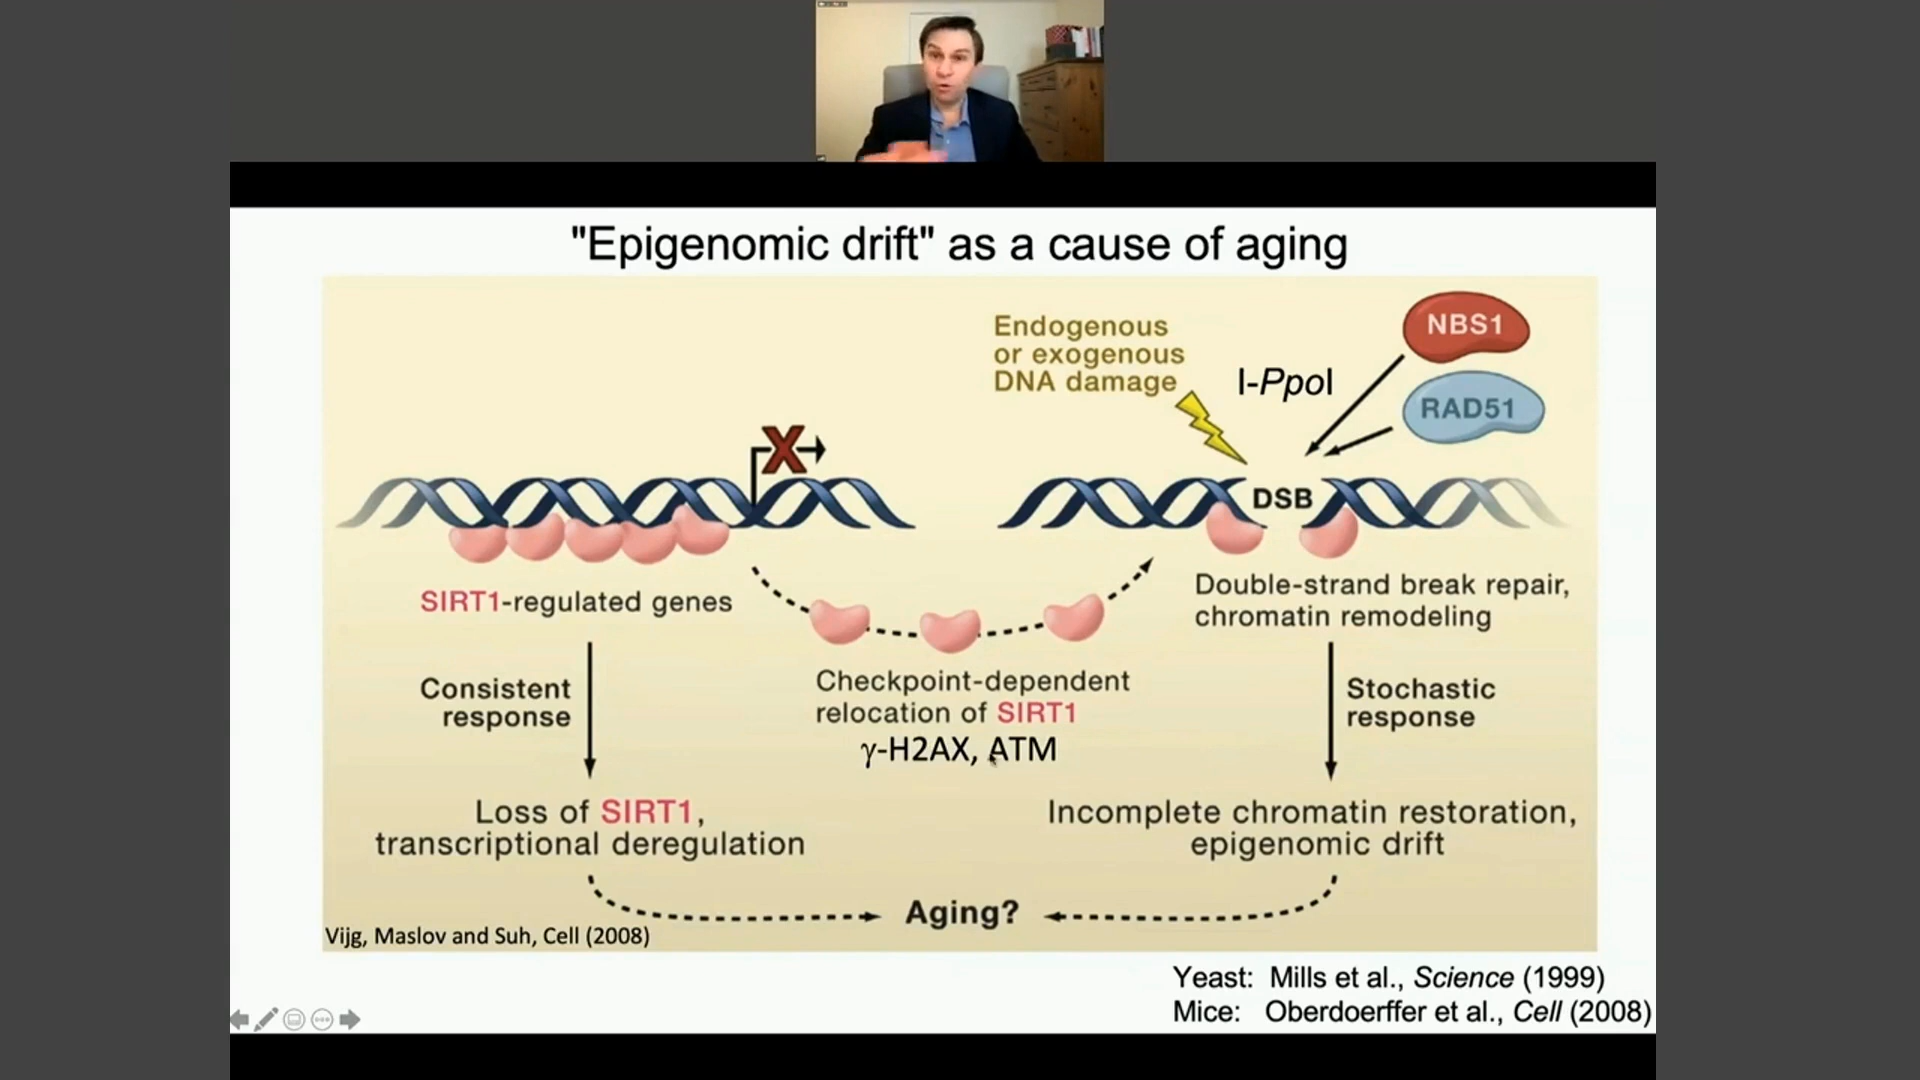 "Epigenomic drift" as a cause of aging
Endogenous
or exogenous
DNA damage
I-PpoI
NBS1
RAD51
X
DSB
SIRT1-regulated genes
Double-strand break repair,
chromatin remodeling
Consistent
response
Checkpoint-dependent
relocation of SIRT1
γ-H2AX, ATM
Stochastic
response
Loss of SIRT1,
transcriptional deregulation
Incomplete chromatin restoration,
epigenomic drift
Aging?
Vijg, Maslov and Suh, Cell (2008)
Yeast: Mills et al., Science (1999)
Mice: Oberdoerffer et al., Cell (2008)